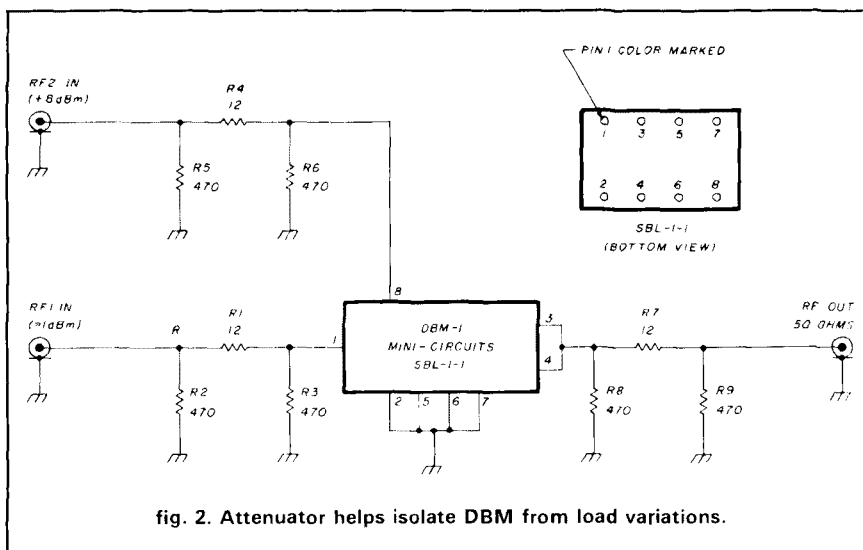 PIN 1 COLOR MARKED
RF2 IN
(+8dBm)
R4
12
R5
470
R6
470
1 3 5 7
2 4 6 8
SBL-1-1
(BOTTOM VIEW)
8
RF1 IN
(≈1dBm)
R
R1
12
1
R2
470
R3
470
DBM-1
MINI-CIRCUITS
SBL-1-1
3
4
2 5 6 7
R7
12
RF OUT
50 OHMS
R8
470
R9
470
fig. 2. Attenuator helps isolate DBM from load variations.